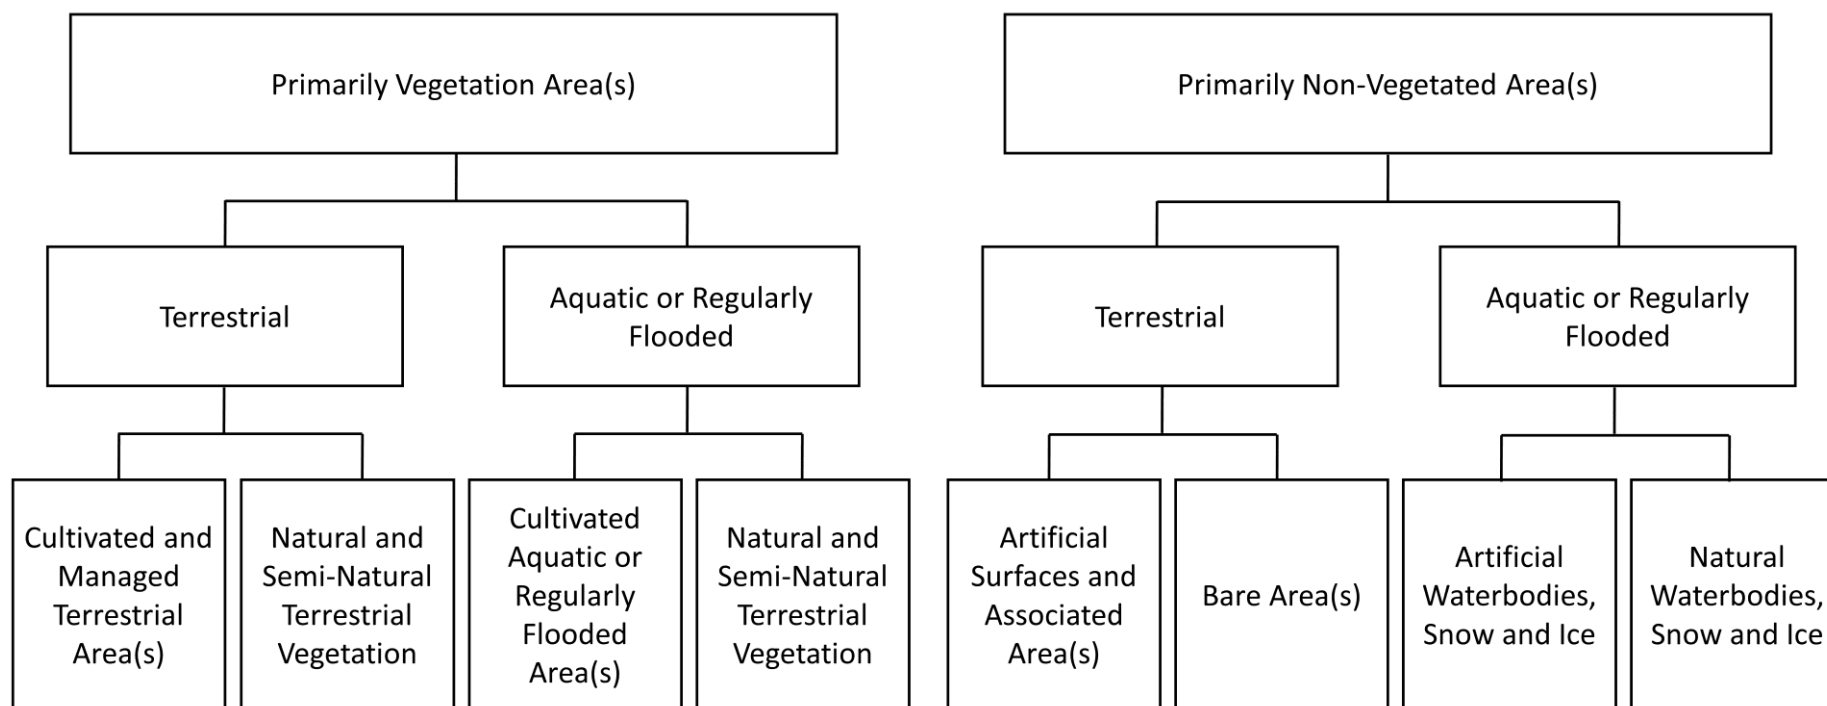 Primarily Vegetation Area(s)
Primarily Non-Vegetated Area(s)
Terrestrial
Aquatic or Regularly
Flooded
Terrestrial
Aquatic or Regularly
Flooded
Cultivated and
Managed
Terrestrial
Area(s)
Natural and
Semi-Natural
Terrestrial
Vegetation
Cultivated
Aquatic or
Regularly
Flooded
Area(s)
Natural and
Semi-Natural
Terrestrial
Vegetation
Artificial
Surfaces and
Associated
Area(s)
Bare Area(s)
Artificial
Waterbodies,
Snow and Ice
Natural
Waterbodies,
Snow and Ice